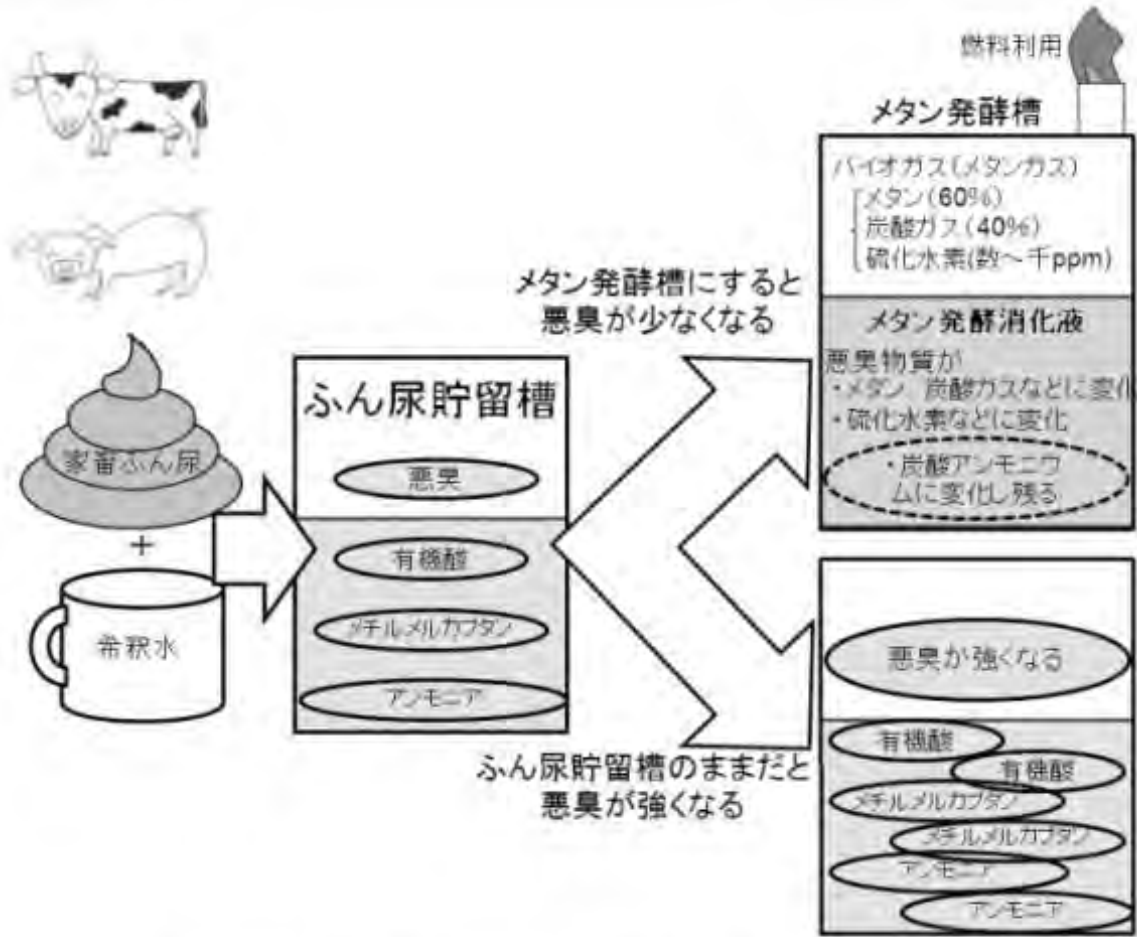 燃料利用
メタン発酵槽
バイオガス(メタンガス)
メタン(60%)
炭酸ガス(40%)
硫化水素(数～千ppm)
メタン発酵槽にすると
悪臭が少なくなる
メタン発酵消化液
悪臭物質が
・メタン 炭酸ガスなどに変化
・硫化水素などに変化
・炭酸アンモニウ
ムに変化し残る
家畜ふん尿
+
希釈水
ふん尿貯留槽
悪臭
有機酸
メチルメルカプタン
アンモニア
ふん尿貯留槽のままだと
悪臭が強くなる
悪臭が強くなる
有機酸
有機酸
メチルメルカプタン
メチルメルカプタン
アンモニア
アンモニア